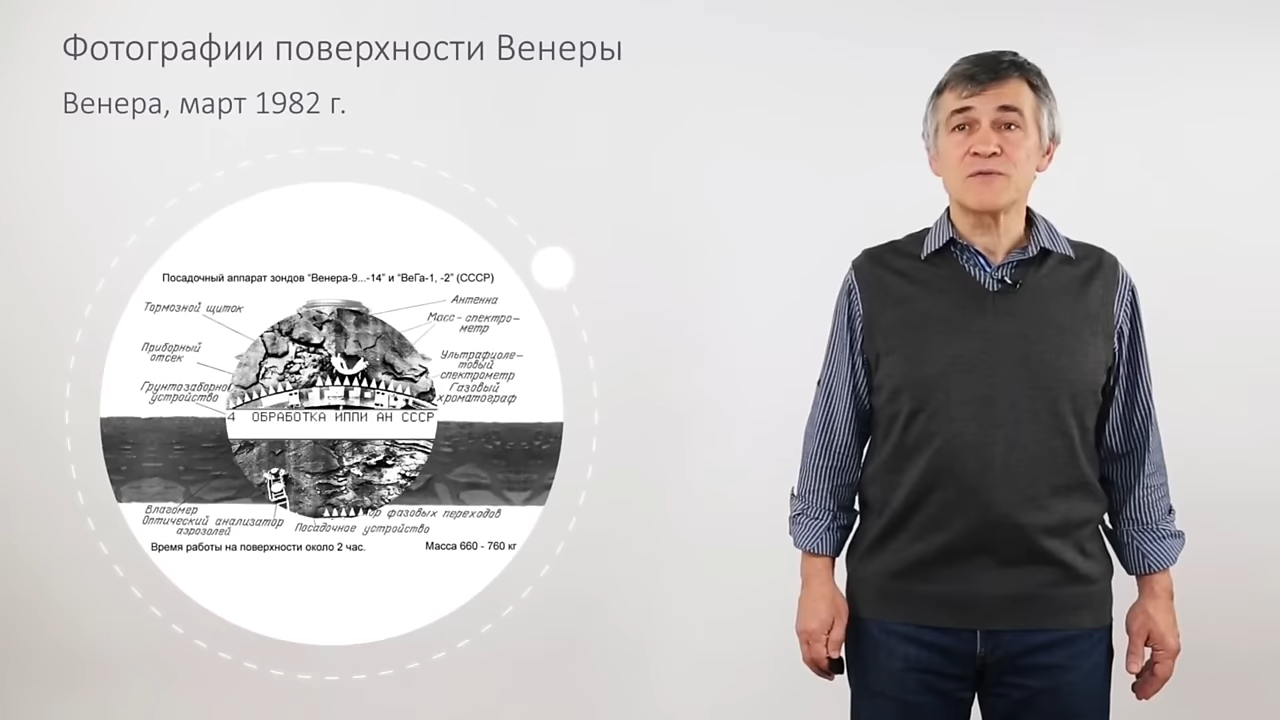 Фотографии поверхности Венеры
Венера, март 1982 г.
Посадочный аппарат зондов "Венера-9...-14" и "ВеГа-1, -2" (СССР)
Тормозной щиток
Антенна
Масс-спектро-
метр
Приборный
отсек
Ультрафиоле-
товый
спектрометр
Грунтозаборно
устройство
Газовый
хроматограф
4 ОБРАБОТКА ИППИ АН СССР
Влагомер
ор фазовых переходов
Оптический анализатор
аэрозолей
Посадочное устройство
Время работы на поверхности около 2 час.
Масса 660 - 760 кг